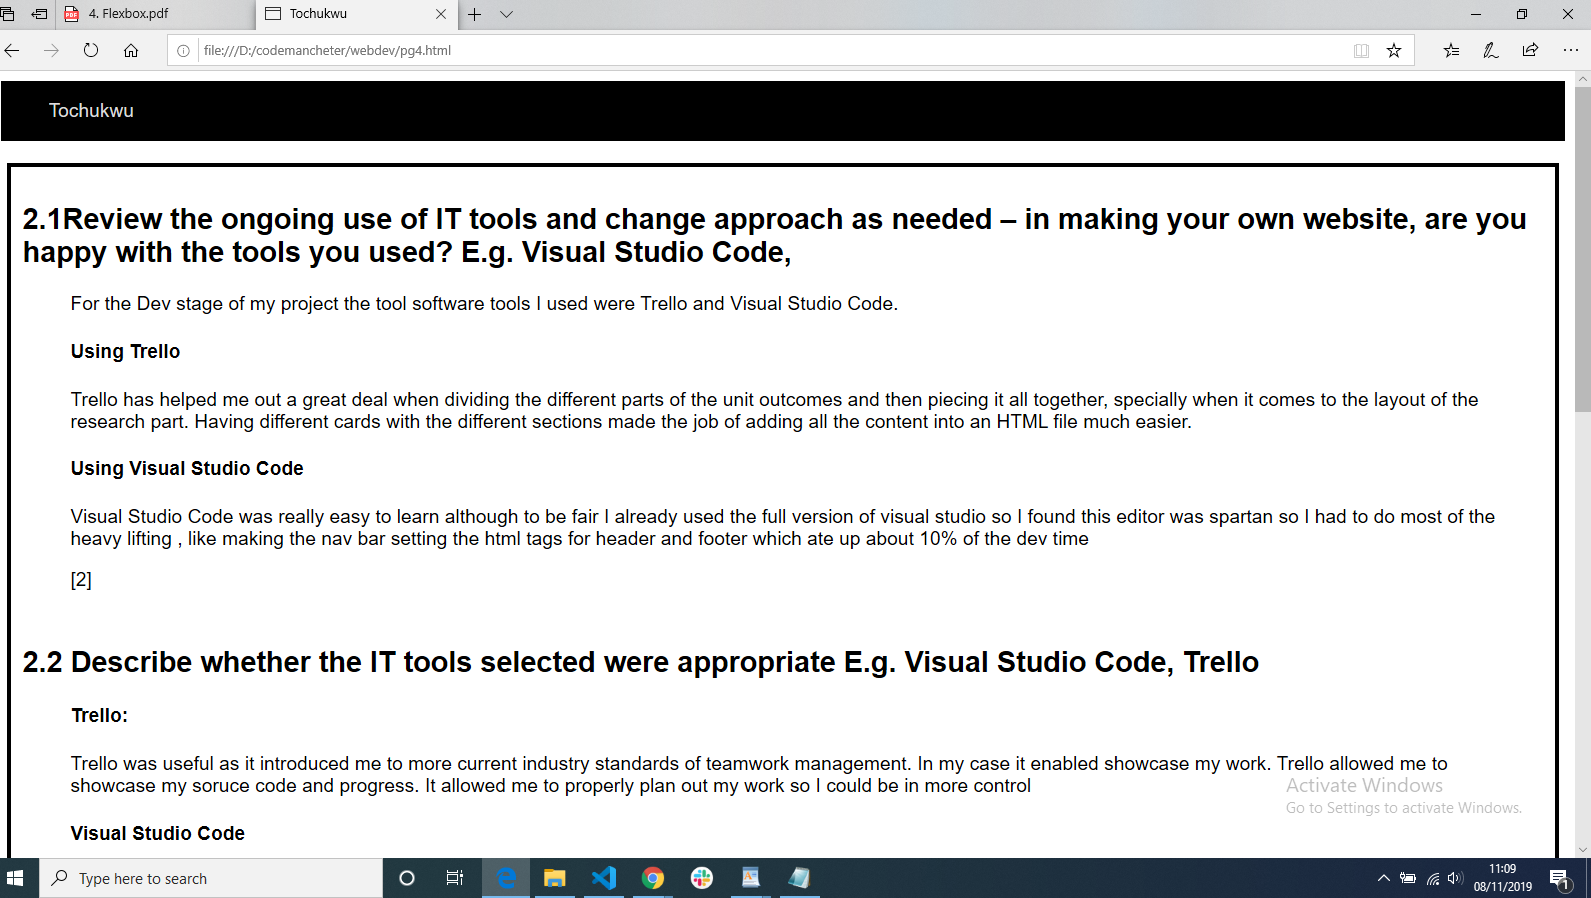 4. Flexbox.pdf
Tochukwu
file:///D:/codemancheter/webdev/pg4.html
Tochukwu
2.1Review the ongoing use of IT tools and change approach as needed – in making your own website, are you
happy with the tools you used? E.g. Visual Studio Code,
For the Dev stage of my project the tool software tools I used were Trello and Visual Studio Code.
Using Trello
Trello has helped me out a great deal when dividing the different parts of the unit outcomes and then piecing it all together, specially when it comes to the layout of the
research part. Having different cards with the different sections made the job of adding all the content into an HTML file much easier.
Using Visual Studio Code
Visual Studio Code was really easy to learn although to be fair I already used the full version of visual studio so I found this editor was spartan so I had to do most of the
heavy lifting , like making the nav bar setting the html tags for header and footer which ate up about 10% of the dev time
[2]
2.2 Describe whether the IT tools selected were appropriate E.g. Visual Studio Code, Trello
Trello:
Trello was useful as it introduced me to more current industry standards of teamwork management. In my case it enabled showcase my work. Trello allowed me to
showcase my soruce code and progress. It allowed me to properly plan out my work so I could be in more control
Activate Windows
Go to Settings to activate Windows.
Visual Studio Code
Type here to search
11:09
08/11/2019
1